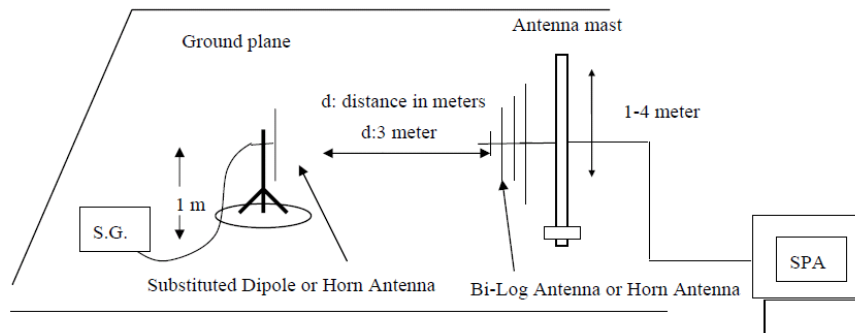 Antenna mast
Ground plane
d: distance in meters
d:3 meter
1-4 meter
1 m
S.G.
SPA
Substituted Dipole or Horn Antenna
Bi-Log Antenna or Horn Antenna